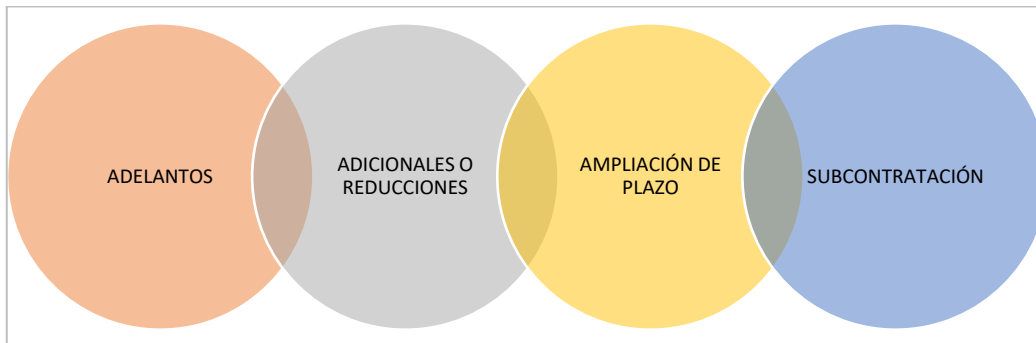 ADELANTOS
ADICIONALES O
REDUCCIONES
AMPLIACIÓN DE
PLAZO
SUBCONTRATACIÓN